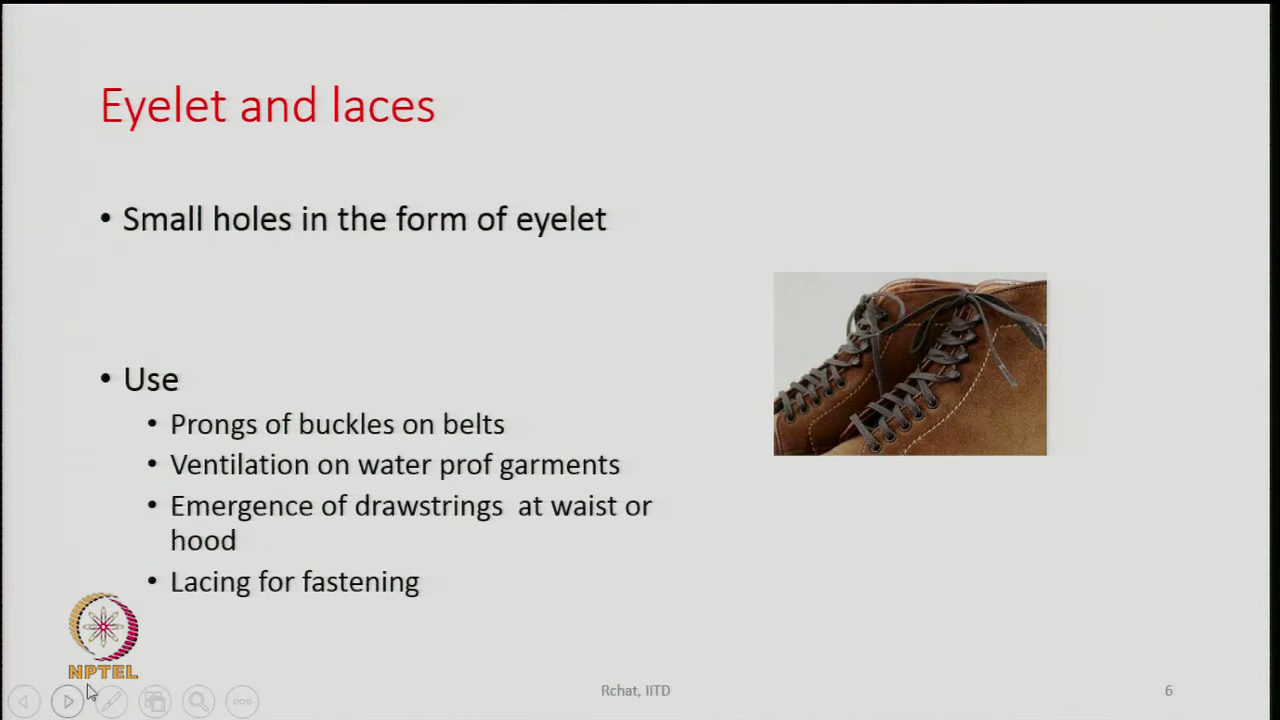 Eyelet and laces
• Small holes in the form of eyelet
• Use
• Prongs of buckles on belts
• Ventilation on water prof garments
• Emergence of drawstrings at waist or
hood
• Lacing for fastening
NPTEL
Rchat, IITD
6